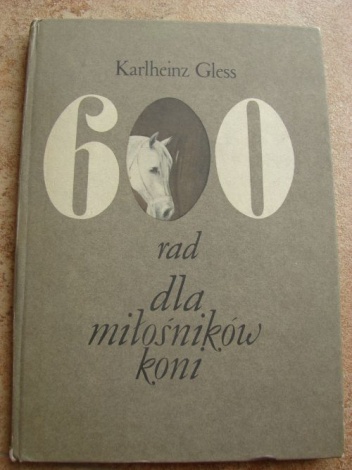 Karlheinz Gless
600
rad
dla
miłośników
koni